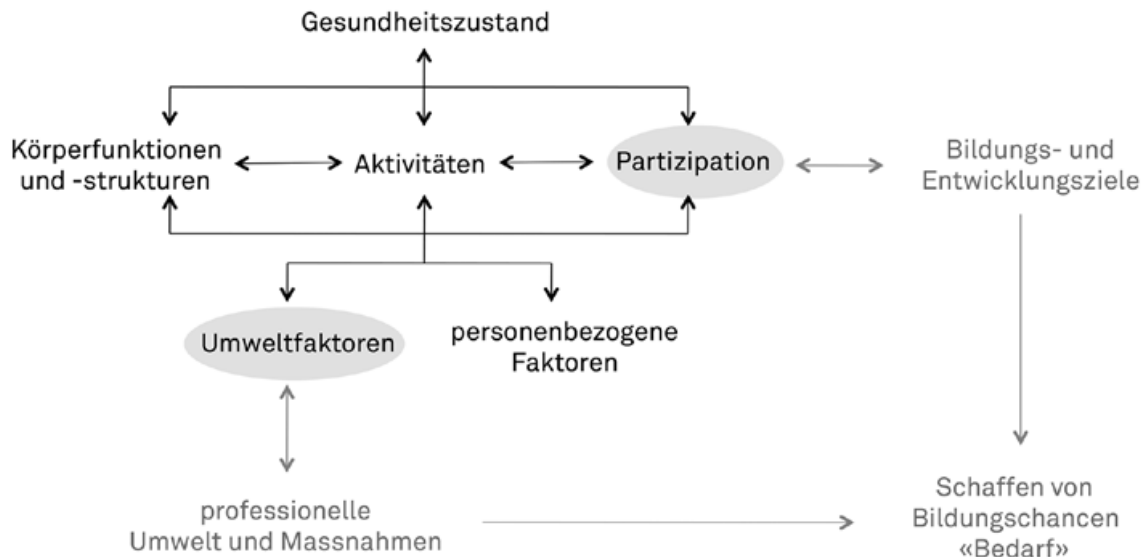 Gesundheitszustand
Körperfunktionen
und -strukturen
Aktivitäten
Partizipation
Bildungs- und
Entwicklungsziele
Umweltfaktoren
personenbezogene
Faktoren
professionelle
Umwelt und Massnahmen
Schaffen von
Bildungschancen
«Bedarf»